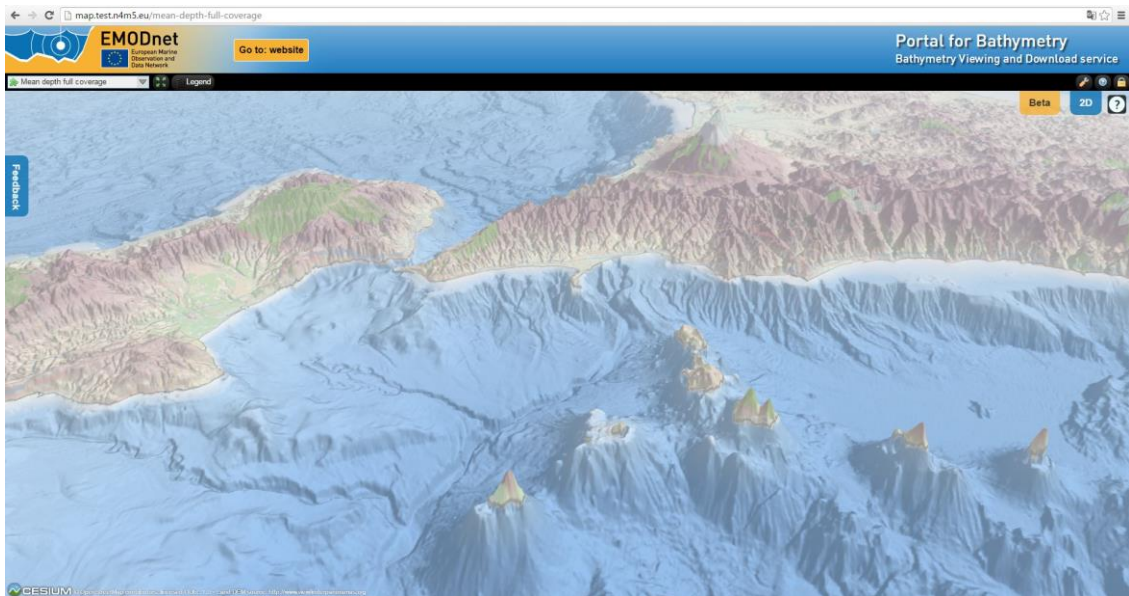 map.test.n4m5.eu/mean-depth-full-coverage
EMODnet
European Marine
Observation and
Data Network
Go to: website
Portal for Bathymetry
Bathymetry Viewing and Download service
Mean depth full coverage
Legend
Beta
2D
?
Feedback
CESIUM